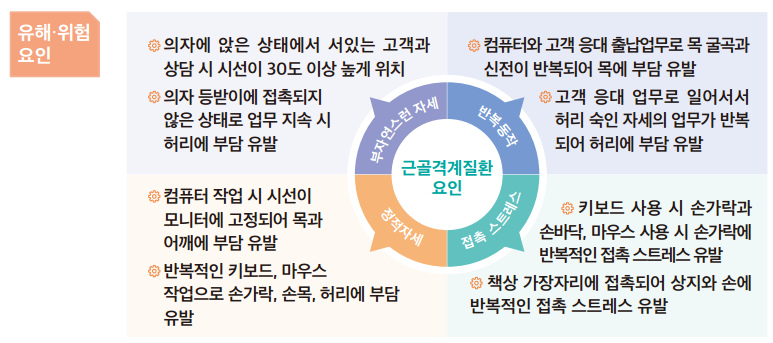 유해·위험
요인
의자에 앉은 상태에서 서있는 고객과
상담 시 시선이 30도 이상 높게 위치
의자 등받이에 접촉되지
않은 상태로 업무 지속 시
허리에 부담 유발
컴퓨터와 고객 응대 출납업무로 목 굴곡과
신전이 반복되어 목에 부담 유발
고객 응대 업무로 일어서서
허리 숙인 자세의 업무가 반복
되어 허리에 부담 유발
부자연스런 자세
반복동작
근골격계질환
요인
정적자세
접촉 스트레스
컴퓨터 작업 시 시선이
모니터에 고정되어 목과
어깨에 부담 유발
반복적인 키보드, 마우스
작업으로 손가락, 손목, 허리에 부담
유발
키보드 사용 시 손가락과
손바닥, 마우스 사용 시 손가락에
반복적인 접촉 스트레스 유발
책상 가장자리에 접촉되어 상지와 손에
반복적인 접촉 스트레스 유발